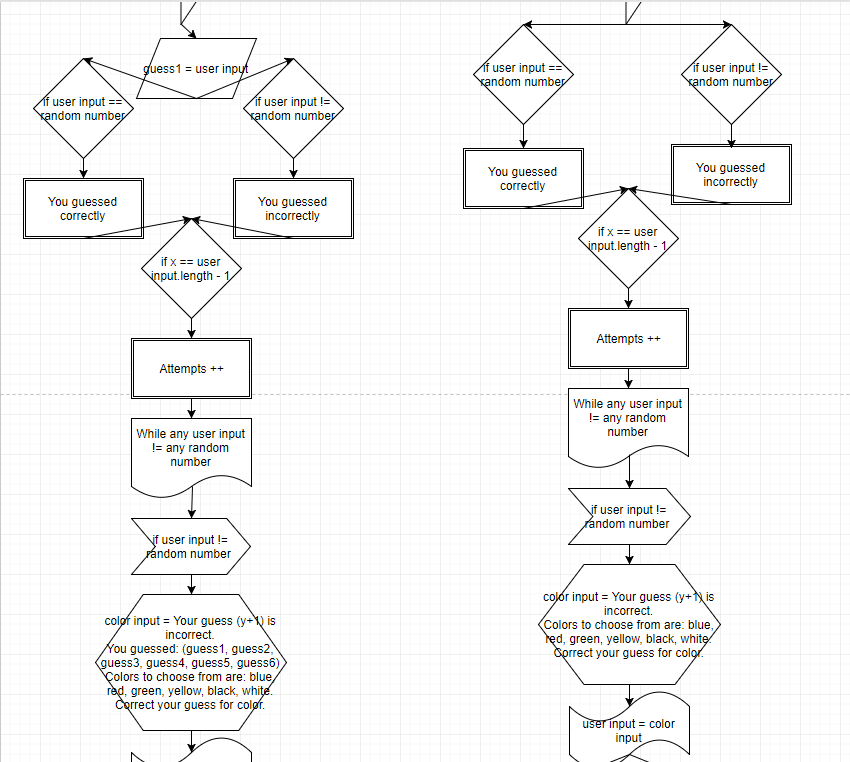 guess1 = user input
if user input ==
random number
if user input !=
random number
You guessed
correctly
You guessed
incorrectly
if x == user
input.length - 1
Attempts ++
While any user input
!= any random
number
if user input !=
random number
color input = Your guess (y+1) is
incorrect.
You guessed: (guess1, guess2,
guess3, guess4, guess5, guess6)
Colors to choose from are: blue,
red, green, yellow, black, white.
Correct your guess for color.
if user input ==
random number
if user input !=
random number
You guessed
correctly
You guessed
incorrectly
if x == user
input.length - 1
Attempts ++
While any user input
!= any random
number
if user input !=
random number
color input = Your guess (y+1) is
incorrect.
Colors to choose from are: blue,
red, green, yellow, black, white.
Correct your guess for color.
user input = color
input